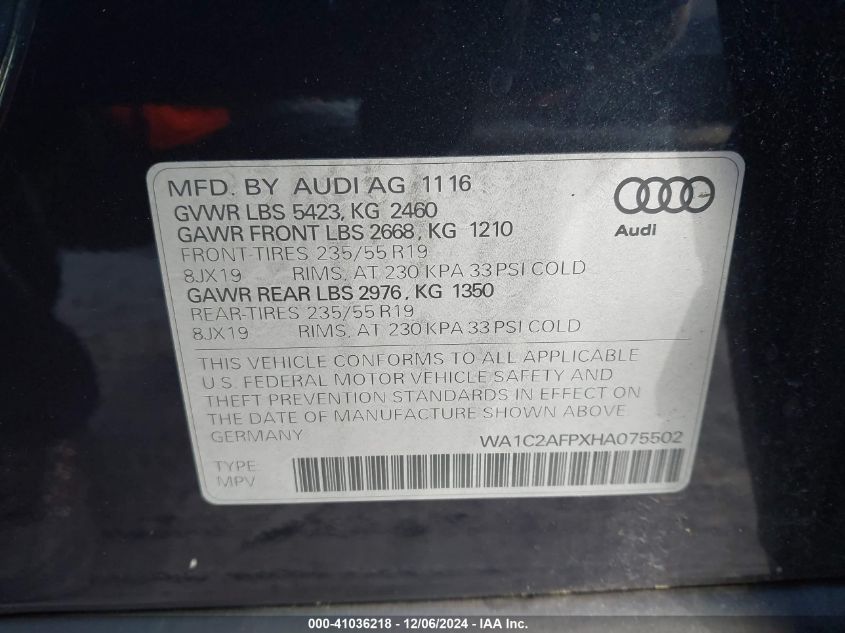 MFD. BY AUDI AG 11 16
Audi
GVWR LBS 5423, KG 2460
GAWR FRONT LBS 2668, KG 1210
FRONT-TIRES 235/55 R19
8JX19 RIMS, AT 230 KPA 33 PSI COLD
GAWR REAR LBS 2976, KG 1350
REAR-TIRES 235/55 R19
8JX19 RIMS, AT 230 KPA 33 PSI COLD
THIS VEHICLE CONFORMS TO ALL APPLICABLE
U.S. FEDERAL MOTOR VEHICLE SAFETY AND
THEFT PREVENTION STANDARDS IN EFFECT ON
THE DATE OF MANUFACTURE SHOWN ABOVE.
GERMANY WA1C2AFPXHA075502
TYPE
MPV
000-41036218 - 12/06/2024 - IAA, Inc.